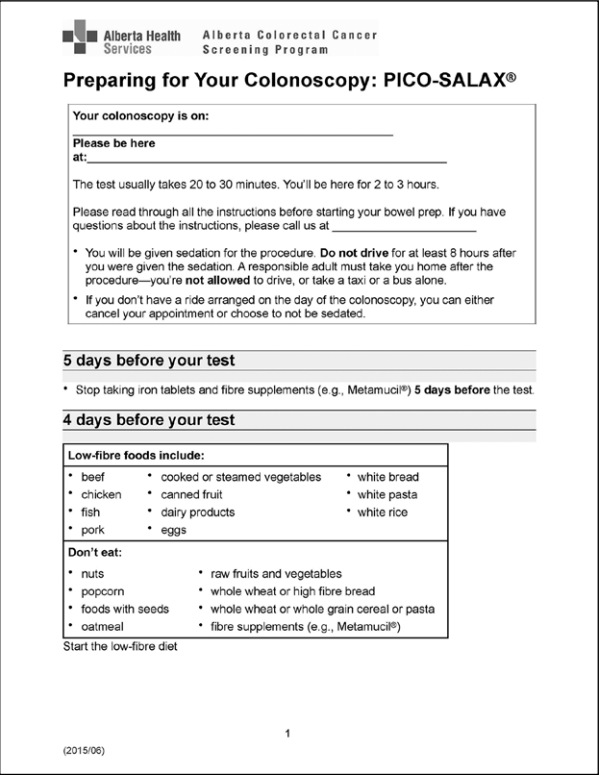 Alberta Health Services
Alberta Colorectal Cancer
Screening Program
Preparing for Your Colonoscopy: PICO-SALAX®
Your colonoscopy is on:
Please be here
at:
The test usually takes 20 to 30 minutes. You'll be here for 2 to 3 hours.
Please read through all the instructions before starting your bowel prep. If you have
questions about the instructions, please call us at
• You will be given sedation for the procedure. Do not drive for at least 8 hours after
you were given the sedation. A responsible adult must take you home after the
procedure—you're not allowed to drive, or take a taxi or a bus alone.
• If you don't have a ride arranged on the day of the colonoscopy, you can either
cancel your appointment or choose to not be sedated.
5 days before your test
• Stop taking iron tablets and fibre supplements (e.g., Metamucil®) 5 days before the test.
4 days before your test
Low-fibre foods include:
• beef • cooked or steamed vegetables • white bread
• chicken • canned fruit • white pasta
• fish • dairy products • white rice
• pork • eggs
Don't eat:
• nuts • raw fruits and vegetables
• popcorn • whole wheat or high fibre bread
• foods with seeds • whole wheat or whole grain cereal or pasta
• oatmeal • fibre supplements (e.g., Metamucil®)
Start the low-fibre diet
1
(2015/06)